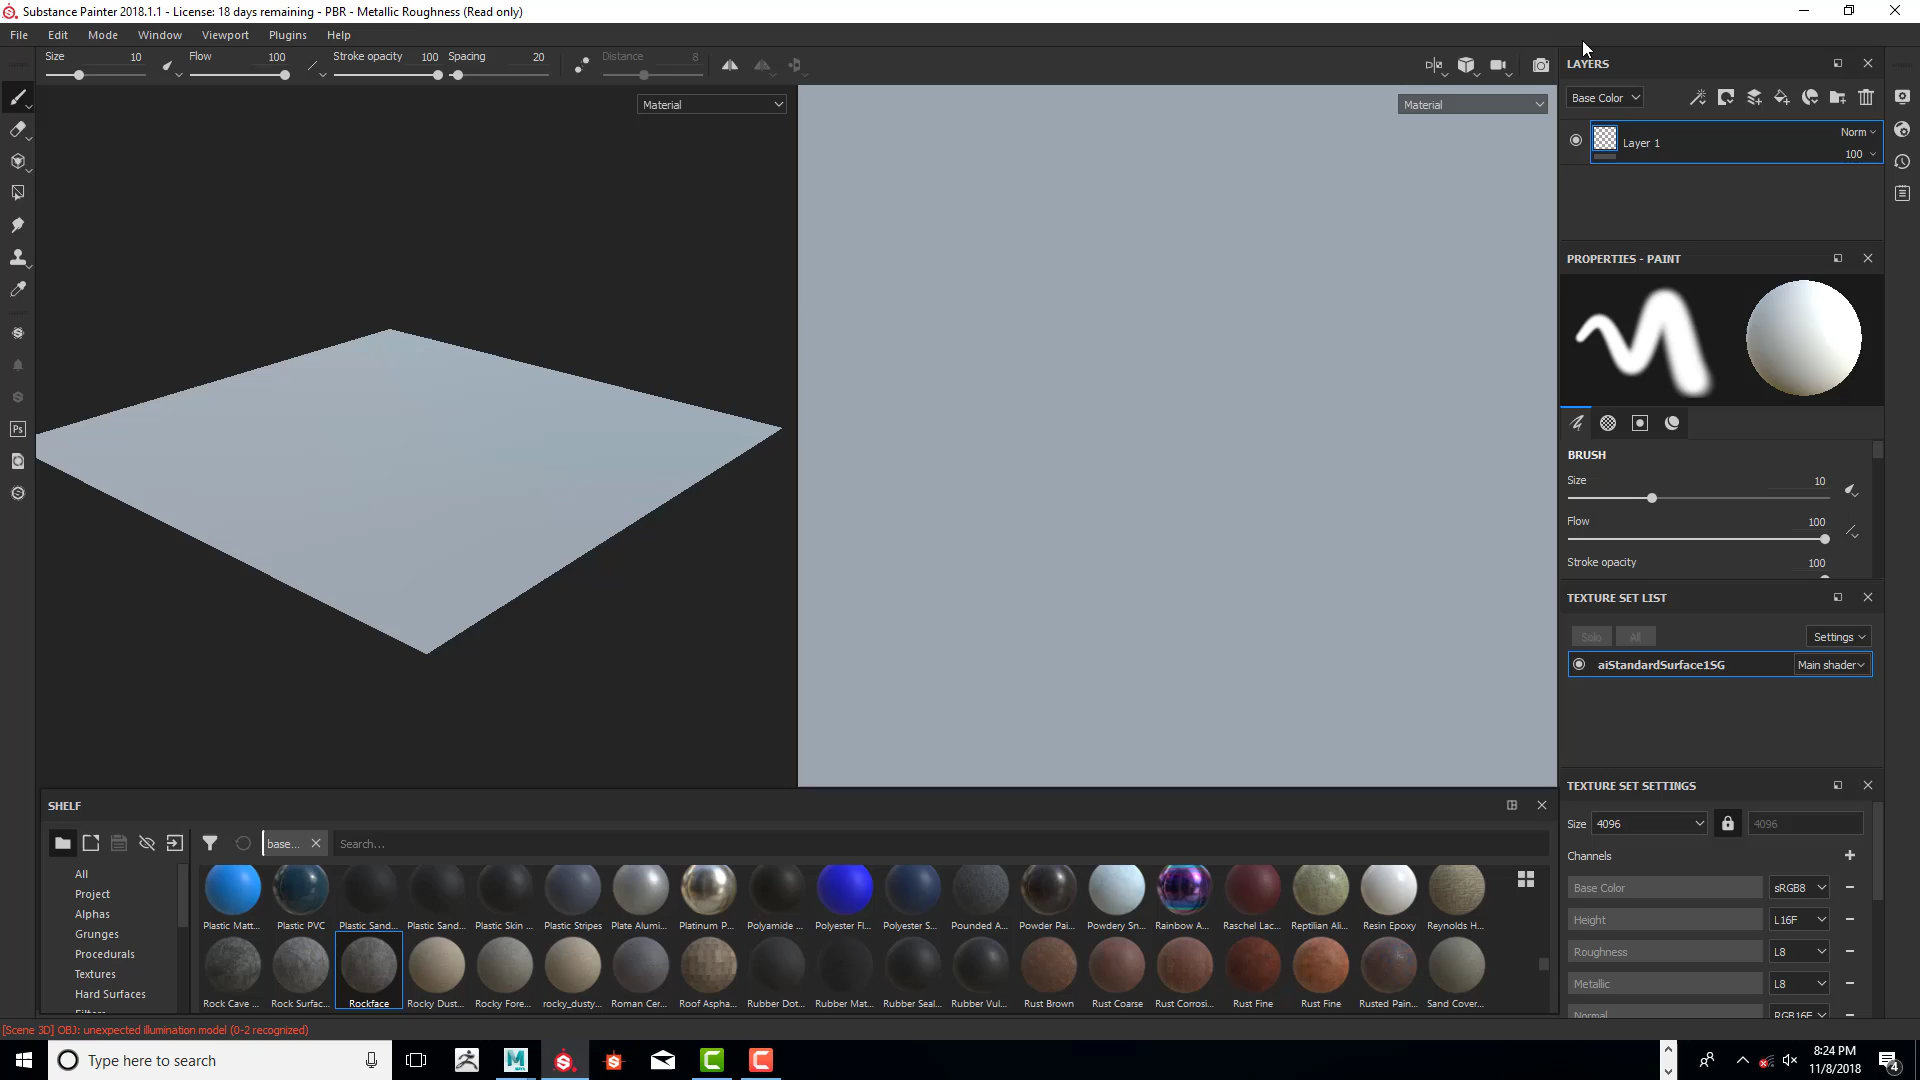 Substance Painter 2018.1.1 - License: 18 days remaining - PBR - Metallic Roughness (Read only)
File Edit Mode Window Viewport Plugins Help
Size 10 Flow 100 Stroke opacity 100 Spacing 20 Distance 8
Material
Material
LAYERS
Base Color
Layer 1
Norm
100
PROPERTIES - PAINT
BRUSH
Size 10
Flow 100
Stroke opacity 100
TEXTURE SET LIST
Solo All Settings
aiStandardSurface1SG Main shader
TEXTURE SET SETTINGS
Size 4096 4096
Channels
Base Color sRGB8
Height L16F
Roughness L8
Metallic L8
Normal RGB16F
Ps
SHELF
base... Search...
All
Project
Alphas
Grunges
Procedurals
Textures
Hard Surfaces
Filters
Plastic Matt... Plastic PVC Plastic Sand... Plastic Sand... Plastic Skin ... Plastic Stripes Plate Alumi... Platinum P... Polyamide ... Polyester Fl... Polyester S... Pounded A... Powder Pai... Powdery Sn... Rainbow A... Raschel Lac... Reptilian Ali... Resin Epoxy Reynolds H...
Rock Cave ... Rock Surfac... Rockface Rocky Dust... Rocky Fore... rocky_dusty... Roman Cer... Roof Aspha... Rubber Dot... Rubber Mat... Rubber Seal... Rubber Vul... Rust Brown Rust Coarse Rust Corrosi... Rust Fine Rust Fine Rusted Pain... Sand Cover...
[Scene 3D] OBJ: unexpected illumination model (0-2 recognized)
Type here to search
8:24 PM
11/8/2018
4